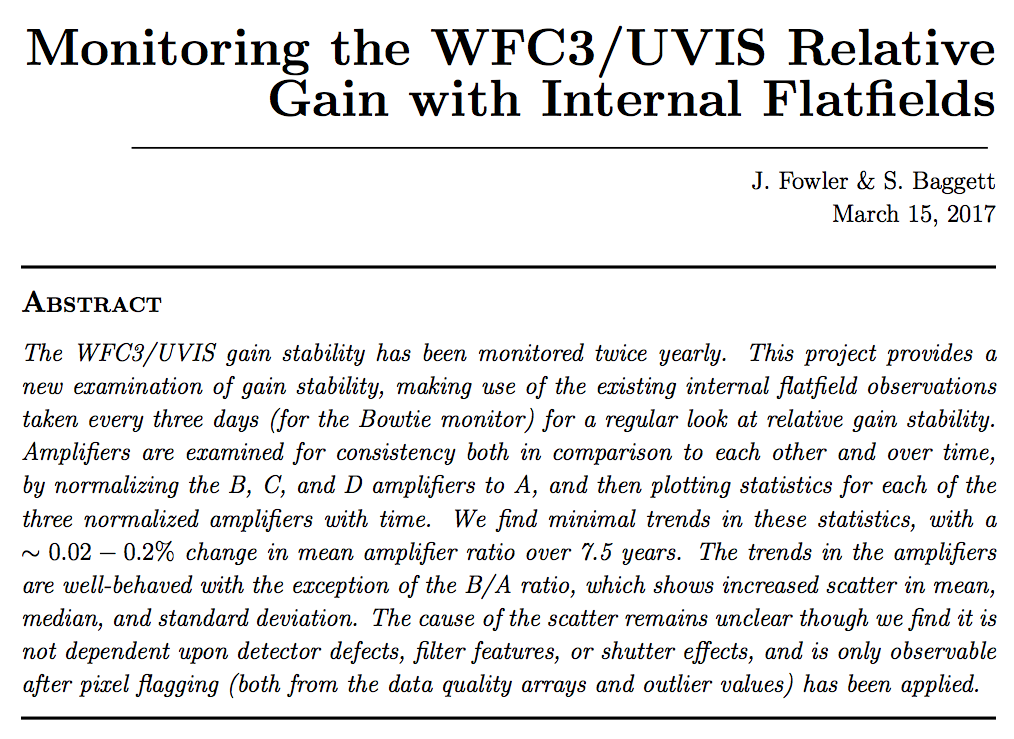 Monitoring the WFC3/UVIS Relative
Gain with Internal Flatfields
J. Fowler & S. Baggett
March 15, 2017
ABSTRACT
The WFC3/UVIS gain stability has been monitored twice yearly. This project provides a
new examination of gain stability, making use of the existing internal flatfield observations
taken every three days (for the Bowtie monitor) for a regular look at relative gain stability.
Amplifiers are examined for consistency both in comparison to each other and over time,
by normalizing the B, C, and D amplifiers to A, and then plotting statistics for each of the
three normalized amplifiers with time. We find minimal trends in these statistics, with a
∼ 0.02 − 0.2% change in mean amplifier ratio over 7.5 years. The trends in the amplifiers
are well-behaved with the exception of the B/A ratio, which shows increased scatter in mean,
median, and standard deviation. The cause of the scatter remains unclear though we find it is
not dependent upon detector defects, filter features, or shutter effects, and is only observable
after pixel flagging (both from the data quality arrays and outlier values) has been applied.